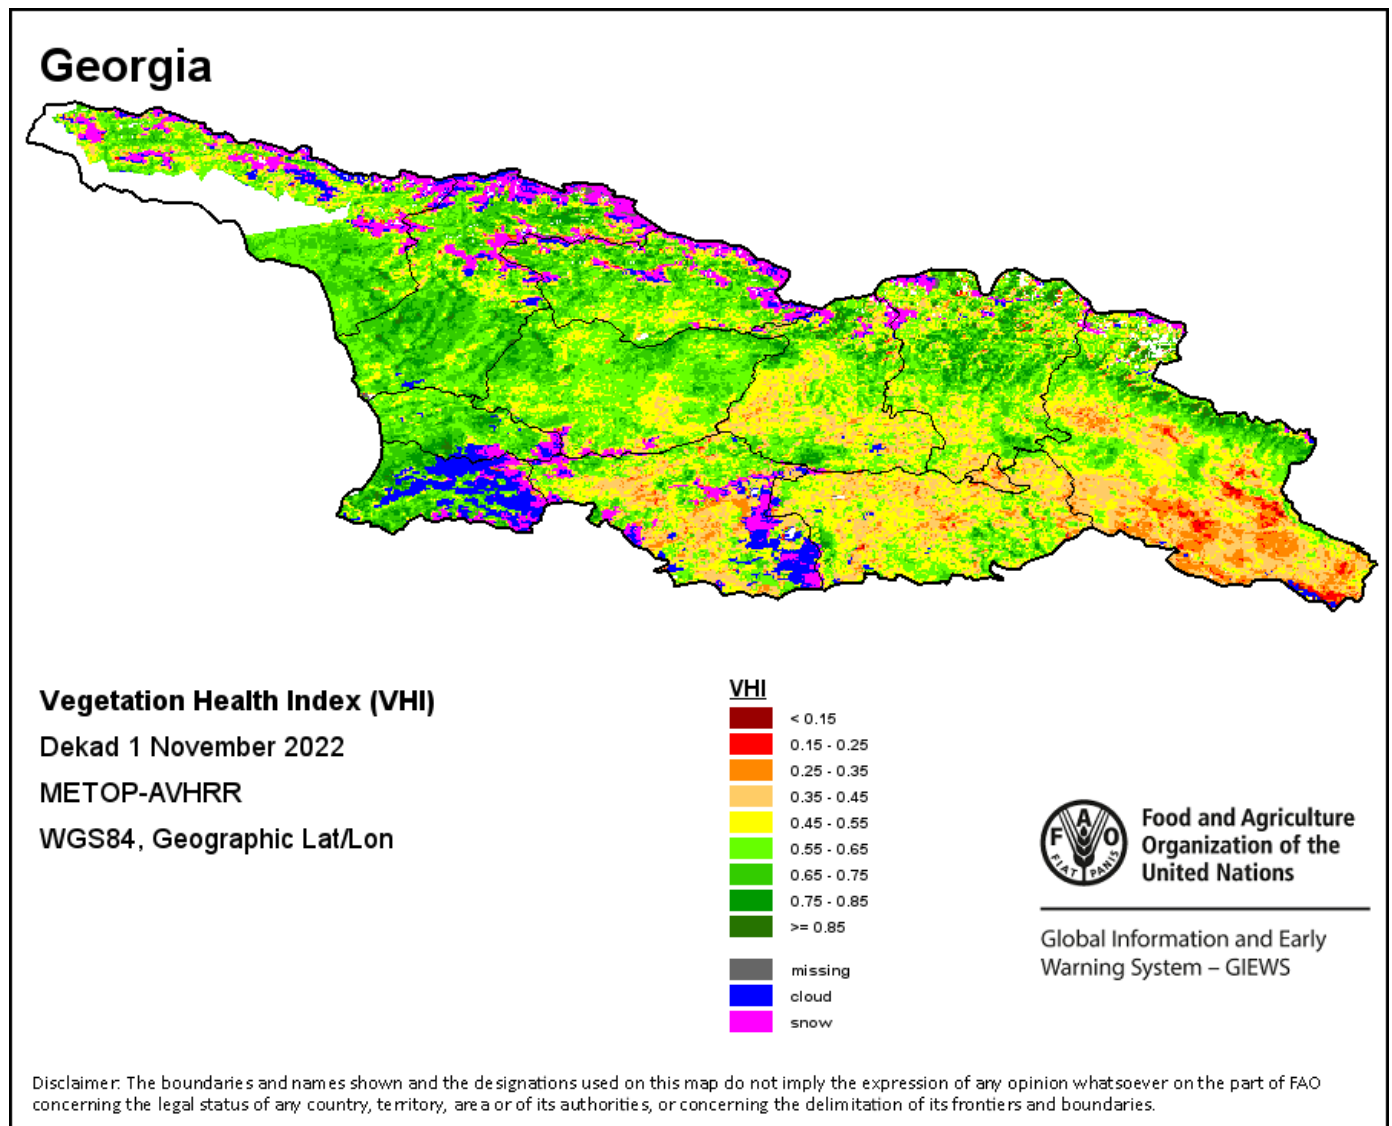 Georgia
Vegetation Health Index (VHI)
Dekad 1 November 2022
METOP-AVHRR
WGS84, Geographic Lat/Lon
VHI
< 0.15
0.15 - 0.25
0.25 - 0.35
0.35 - 0.45
0.45 - 0.55
0.55 - 0.65
0.65 - 0.75
0.75 - 0.85
>= 0.85
missing
cloud
snow
F A O
FIAT PANIS
Food and Agriculture
Organization of the
United Nations
Global Information and Early
Warning System – GIEWS
Disclaimer: The boundaries and names shown and the designations used on this map do not imply the expression of any opinion whatsoever on the part of FAO
concerning the legal status of any country, territory, area or of its authorities, or concerning the delimitation of its frontiers and boundaries.